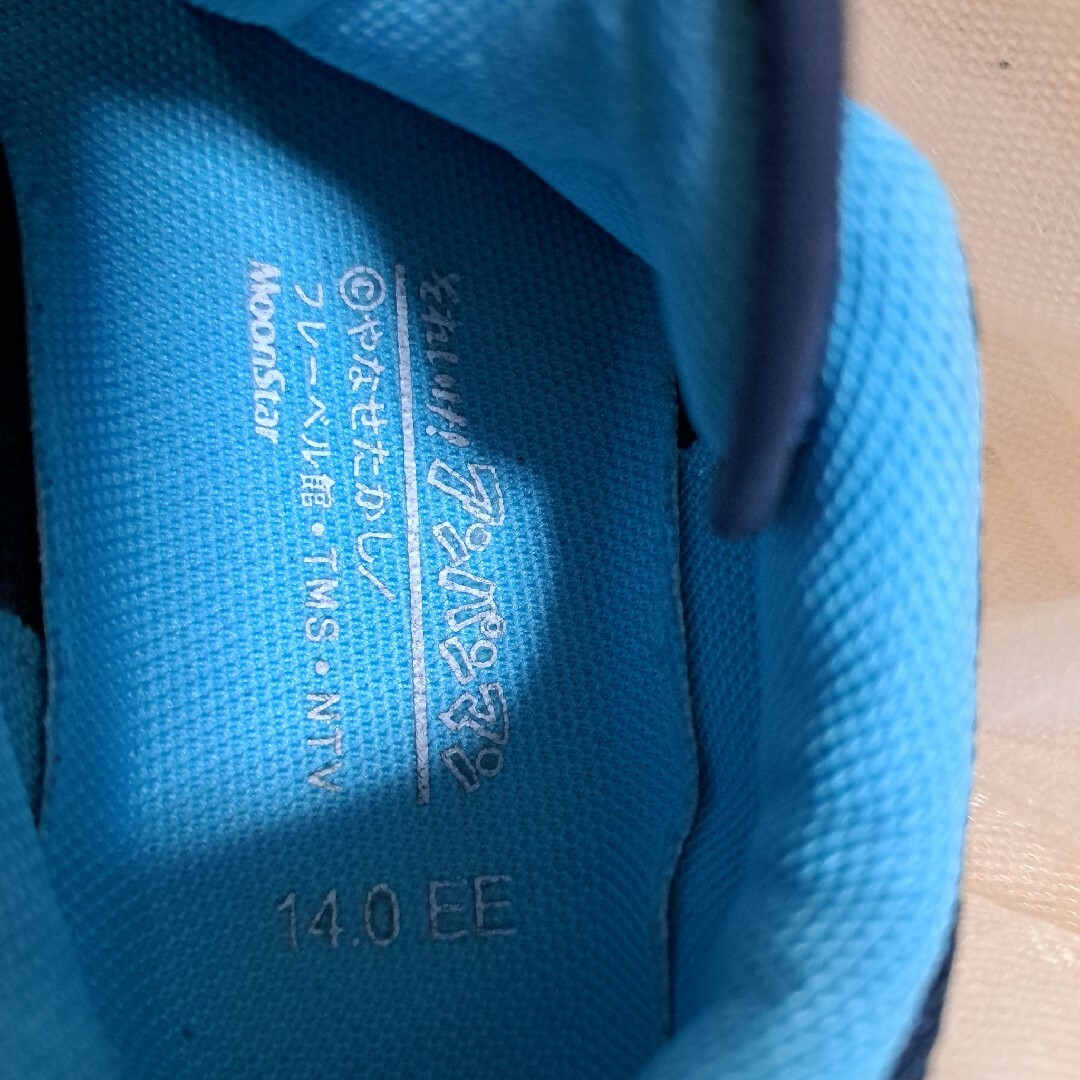 それいけ!アンパンマン
©やなせたかし/
フレーベル館・TMS・NTV
MoonStar
14.0 EE